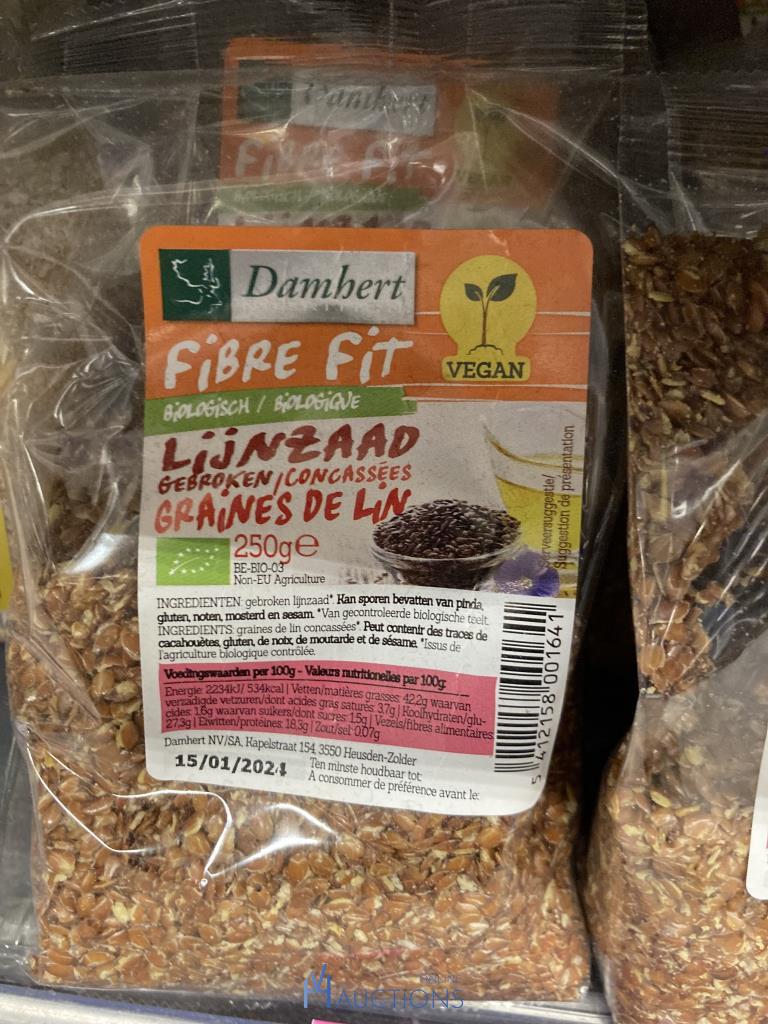 Damhert
FIBRE FIT
Damhert
VEGAN
FIBRE FIT
BIOLOGISCH / BIOLOGIQUE
LIJNZAAD
GEBROKEN / CONCASSÉES
GRAINES DE LIN
Serveersuggestie/
Suggestion de présentation
250g e
BE-BIO-03
Non-EU Agriculture
INGREDIENTEN: gebroken lijnzaad*. Kan sporen bevatten van pinda,
gluten, noten, mosterd en sesam. *Van gecontroleerde biologische teelt.
INGREDIENTS: graines de lin concassées*. Peut contenir des traces de
cacahouètes, gluten, de noix, de moutarde et de sésame. *Issus de
l'agriculture biologique contrôlée.
Voedingswaarden per 100g - Valeurs nutritionelles par 100g:
Energie: 2234kJ/ 534kcal | Vetten/matières grasses: 42.2g waarvan
verzadigde vetzuren/dont acides gras saturés: 3.7g | Koolhydraten/glu-
cides: 1.6g waarvan suikers/dont sucres: 1.5g | Vezels/fibres alimentaires:
27,3g | Eiwitten/protéines: 18,3g | Zout/sel: 0.07g
Damhert NV/SA, Kapelstraat 154, 3550 Heusden-Zolder
15/01/2024
Ten minste houdbaar tot:
A consommer de préférence avant le:
5 412158 001641
AUCTIONS